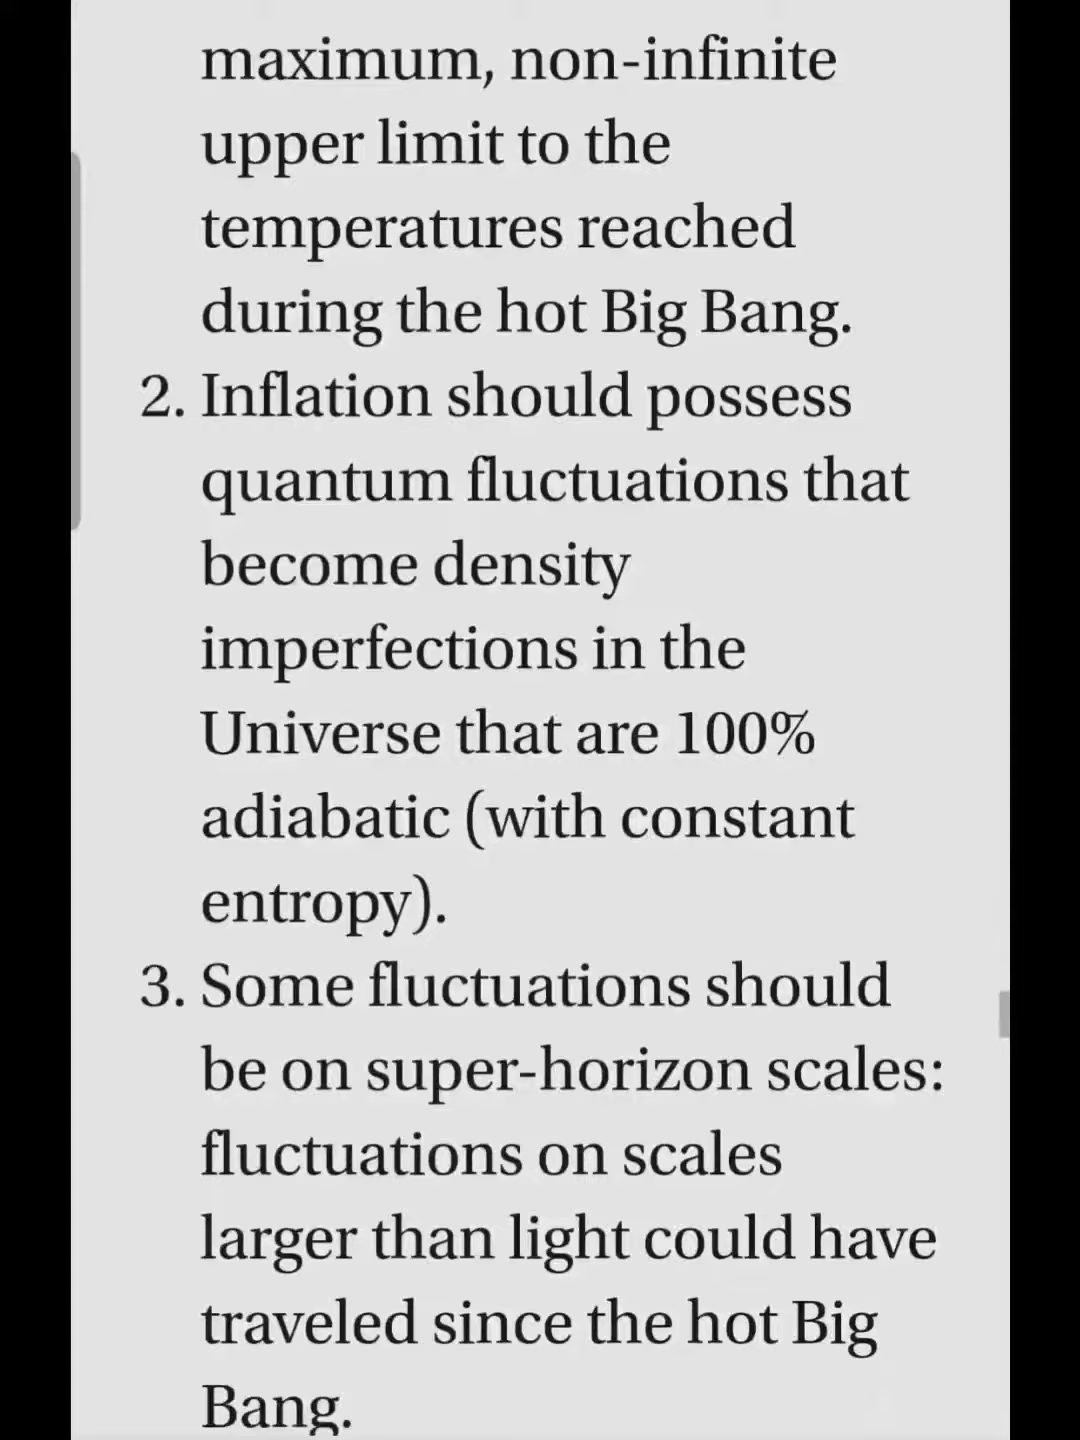 maximum, non-infinite
upper limit to the
temperatures reached
during the hot Big Bang.
2. Inflation should possess
quantum fluctuations that
become density
imperfections in the
Universe that are 100%
adiabatic (with constant
entropy).
3. Some fluctuations should
be on super-horizon scales:
fluctuations on scales
larger than light could have
traveled since the hot Big
Bang.